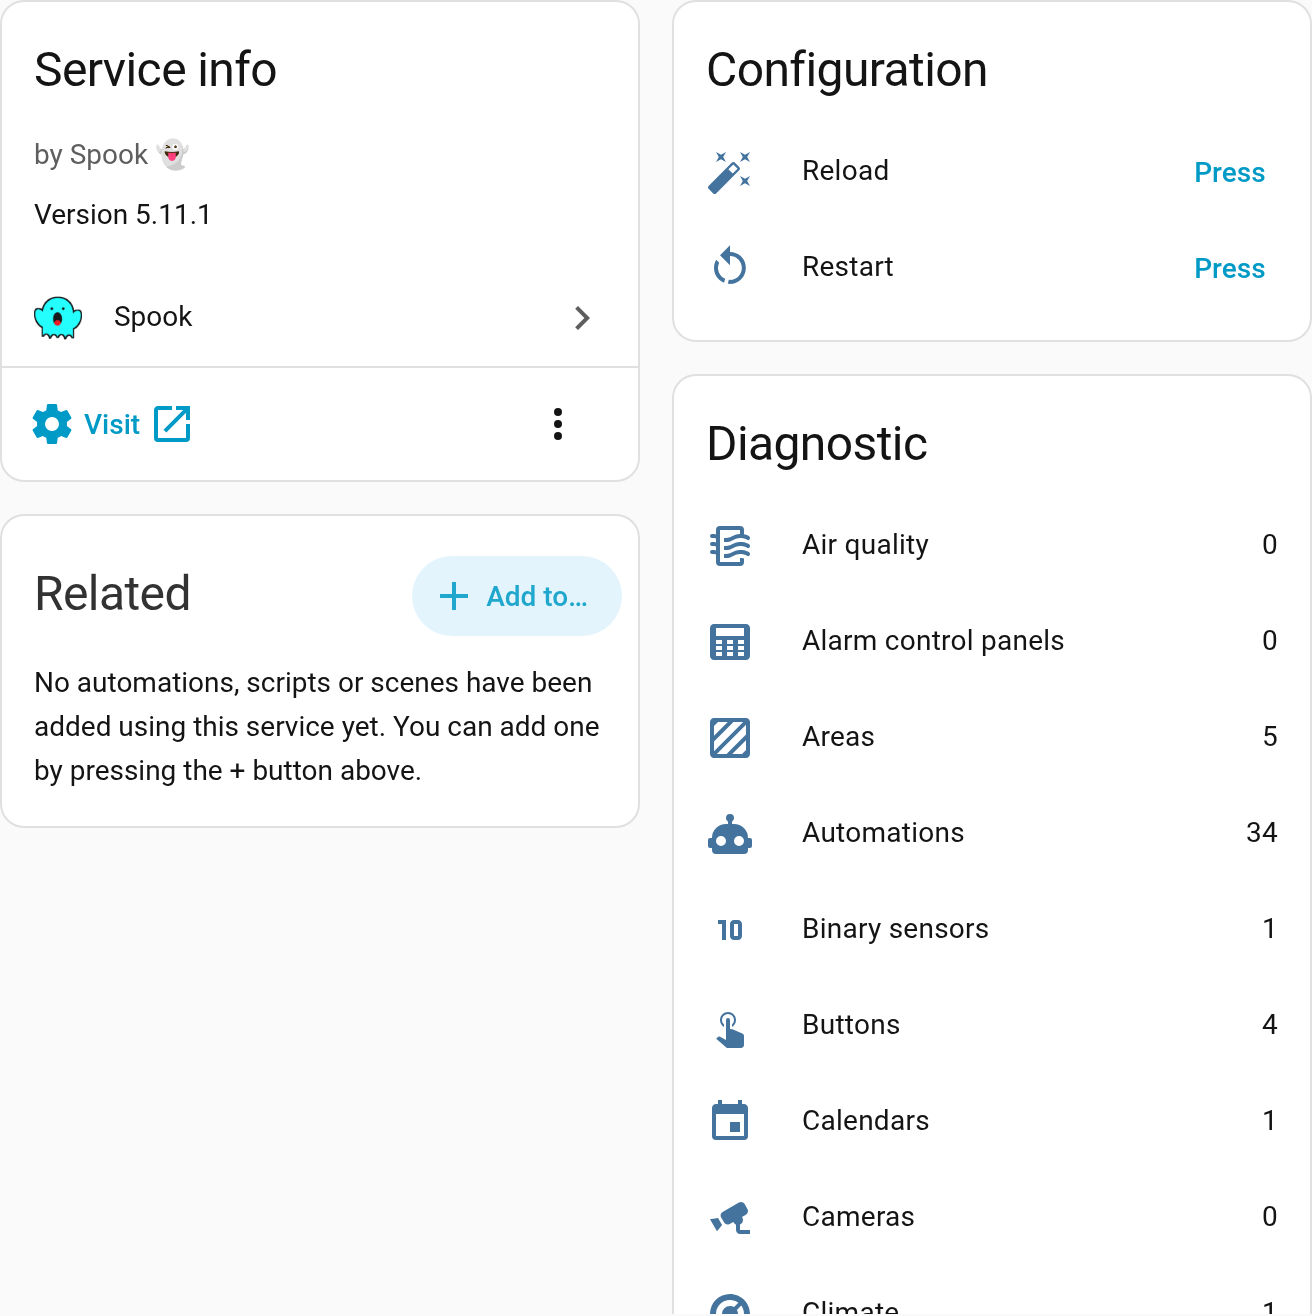 Service info
by Spook 👻
Version 5.11.1
Spook
Visit
Related
Add to...
No automations, scripts or scenes have been
added using this service yet. You can add one
by pressing the + button above.
Configuration
Reload Press
Restart Press
Diagnostic
Air quality 0
Alarm control panels 0
Areas 5
Automations 34
10 Binary sensors 1
Buttons 4
Calendars 1
Cameras 0
Climate 1